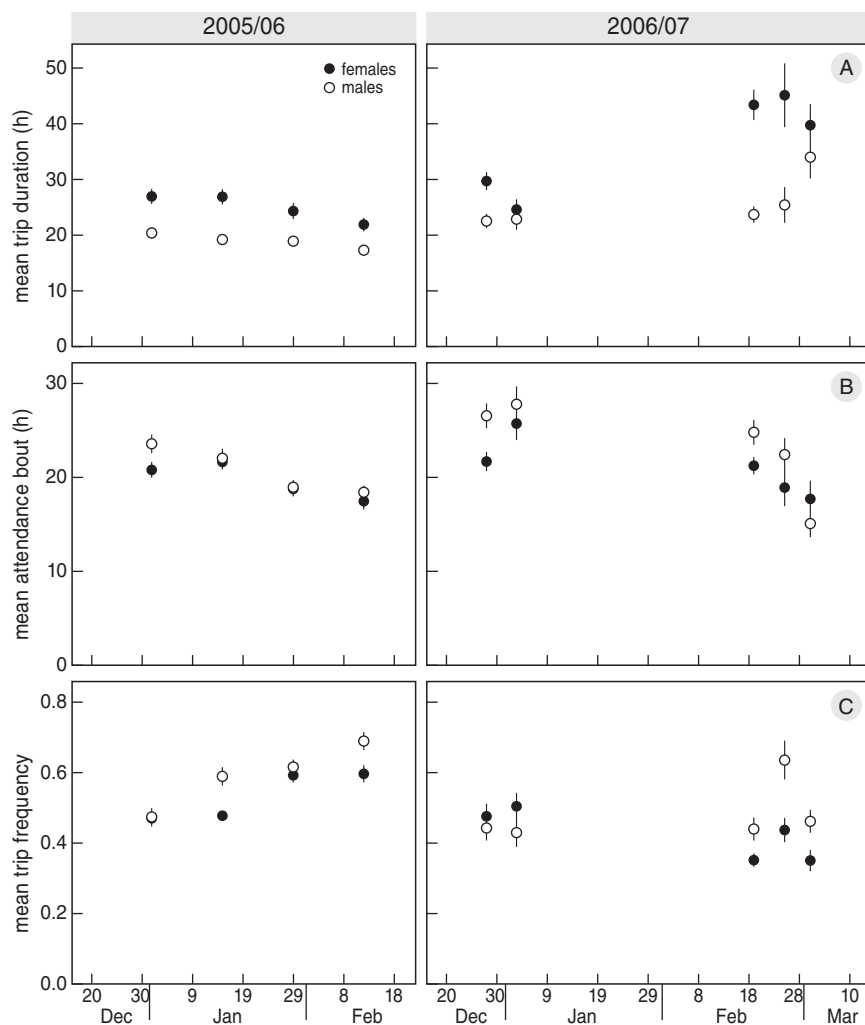 2005/06 2006/07
A
females
males
mean trip duration (h)
50
40
30
20
10
0
B
mean attendance bout (h)
30
20
10
0
C
mean trip frequency
0.8
0.6
0.4
0.2
0.0
20 30 9 19 29 8 18 20 30 9 19 29 8 18 28 10
Dec Jan Feb Dec Jan Feb Mar